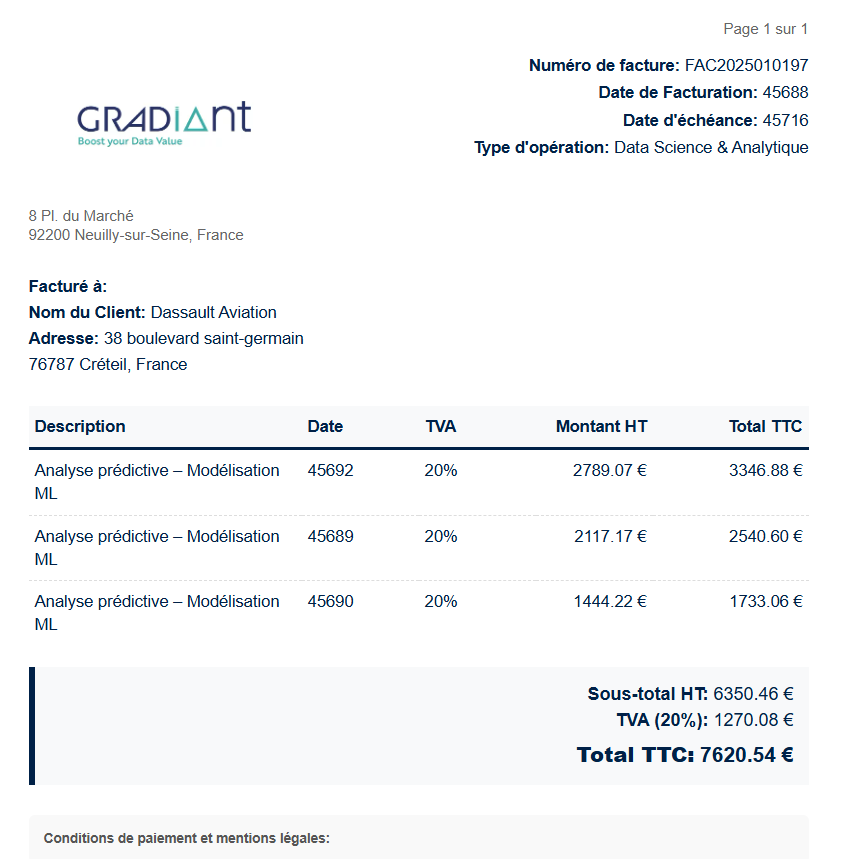 Page 1 sur 1
Numéro de facture: FAC2025010197
Date de Facturation: 45688
Date d'échéance: 45716
Type d'opération: Data Science & Analytique
GRADIANT
Boost your Data Value
8 Pl. du Marché
92200 Neuilly-sur-Seine, France
Facturé à:
Nom du Client: Dassault Aviation
Adresse: 38 boulevard saint-germain
76787 Créteil, France
Description Date TVA Montant HT Total TTC
Analyse prédictive – Modélisation 45692 20% 2789.07 € 3346.88 €
ML
Analyse prédictive – Modélisation 45689 20% 2117.17 € 2540.60 €
ML
Analyse prédictive – Modélisation 45690 20% 1444.22 € 1733.06 €
ML
Sous-total HT: 6350.46 €
TVA (20%): 1270.08 €
Total TTC: 7620.54 €
Conditions de paiement et mentions légales: